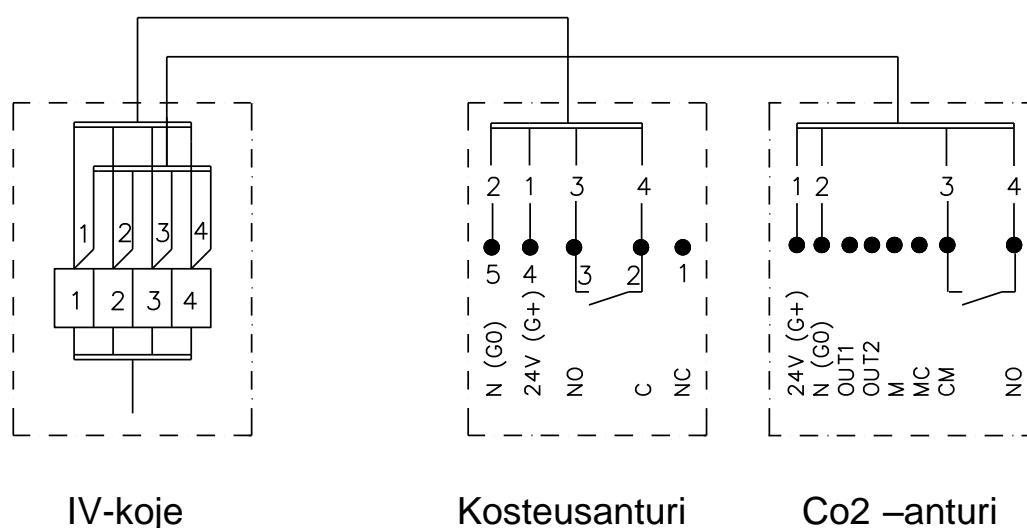 2 1 3 4
1 2 3 4
1 2 3 4
5 4 3 2 1
1 2 3 4
N (G0)
24V (G+)
NO
C
NC
24V (G+)
N (G0)
OUT1
OUT2
M
MC
CM
NO
IV-koje
Kosteusanturi
Co2 –anturi